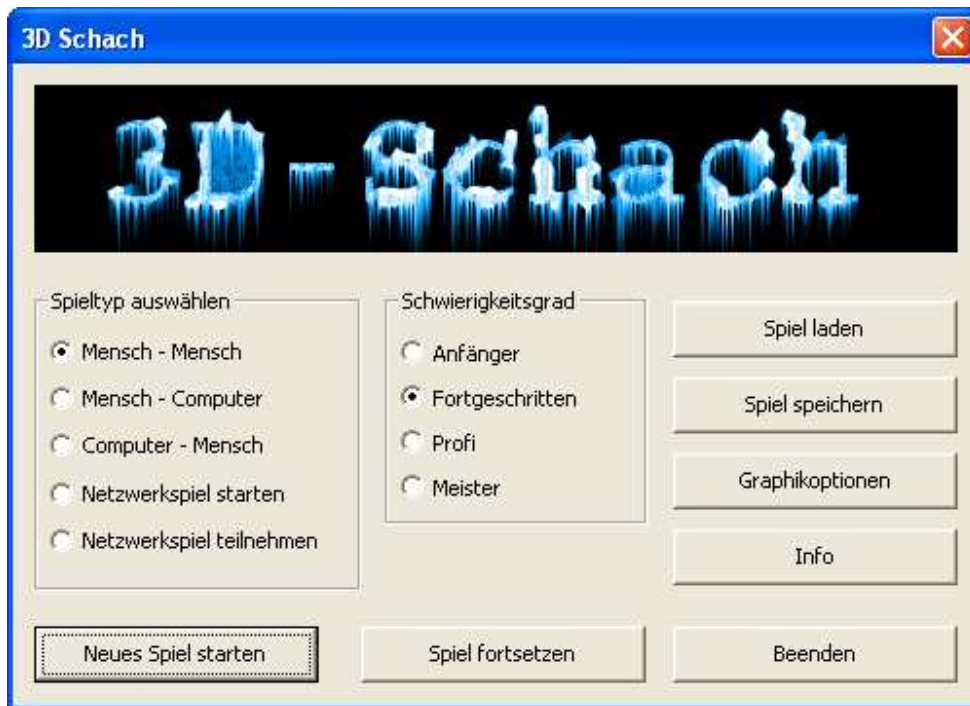 3D Schach
3D-Schach
Spieltyp auswählen
Mensch - Mensch
Mensch - Computer
Computer - Mensch
Netzwerkspiel starten
Netzwerkspiel teilnehmen
Schwierigkeitsgrad
Anfänger
Fortgeschritten
Profi
Meister
Spiel laden
Spiel speichern
Graphikoptionen
Info
Neues Spiel starten
Spiel fortsetzen
Beenden